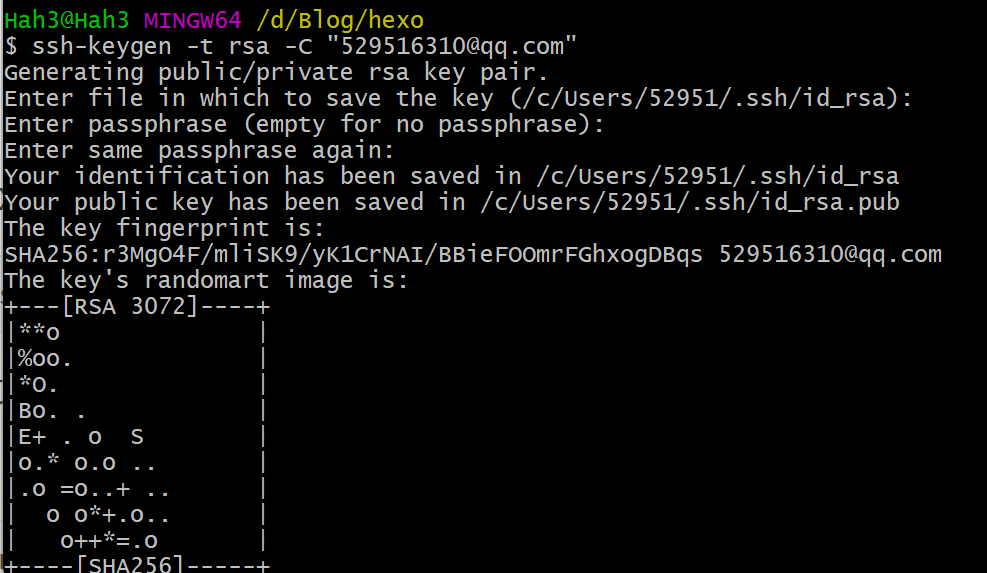 Hah3@Hah3 MINGW64 /d/Blog/hexo
$ ssh-keygen -t rsa -C "529516310@qq.com"
Generating public/private rsa key pair.
Enter file in which to save the key (/c/Users/52951/.ssh/id_rsa):
Enter passphrase (empty for no passphrase):
Enter same passphrase again:
Your identification has been saved in /c/Users/52951/.ssh/id_rsa
Your public key has been saved in /c/Users/52951/.ssh/id_rsa.pub
The key fingerprint is:
SHA256:r3MgO4F/mliSK9/yK1CrNAI/BBieFOOmrFGhxogDBqs 529516310@qq.com
The key's randomart image is:
+---[RSA 3072]----+
|**o              |
|%oo.             |
|*O.              |
|Bo. .            |
|E+ . o  S        |
|o.* o.o ..       |
|.o =o..+ ..      |
|  o o*+.o..      |
|   o++*=.o       |
+----[SHA256]-----+